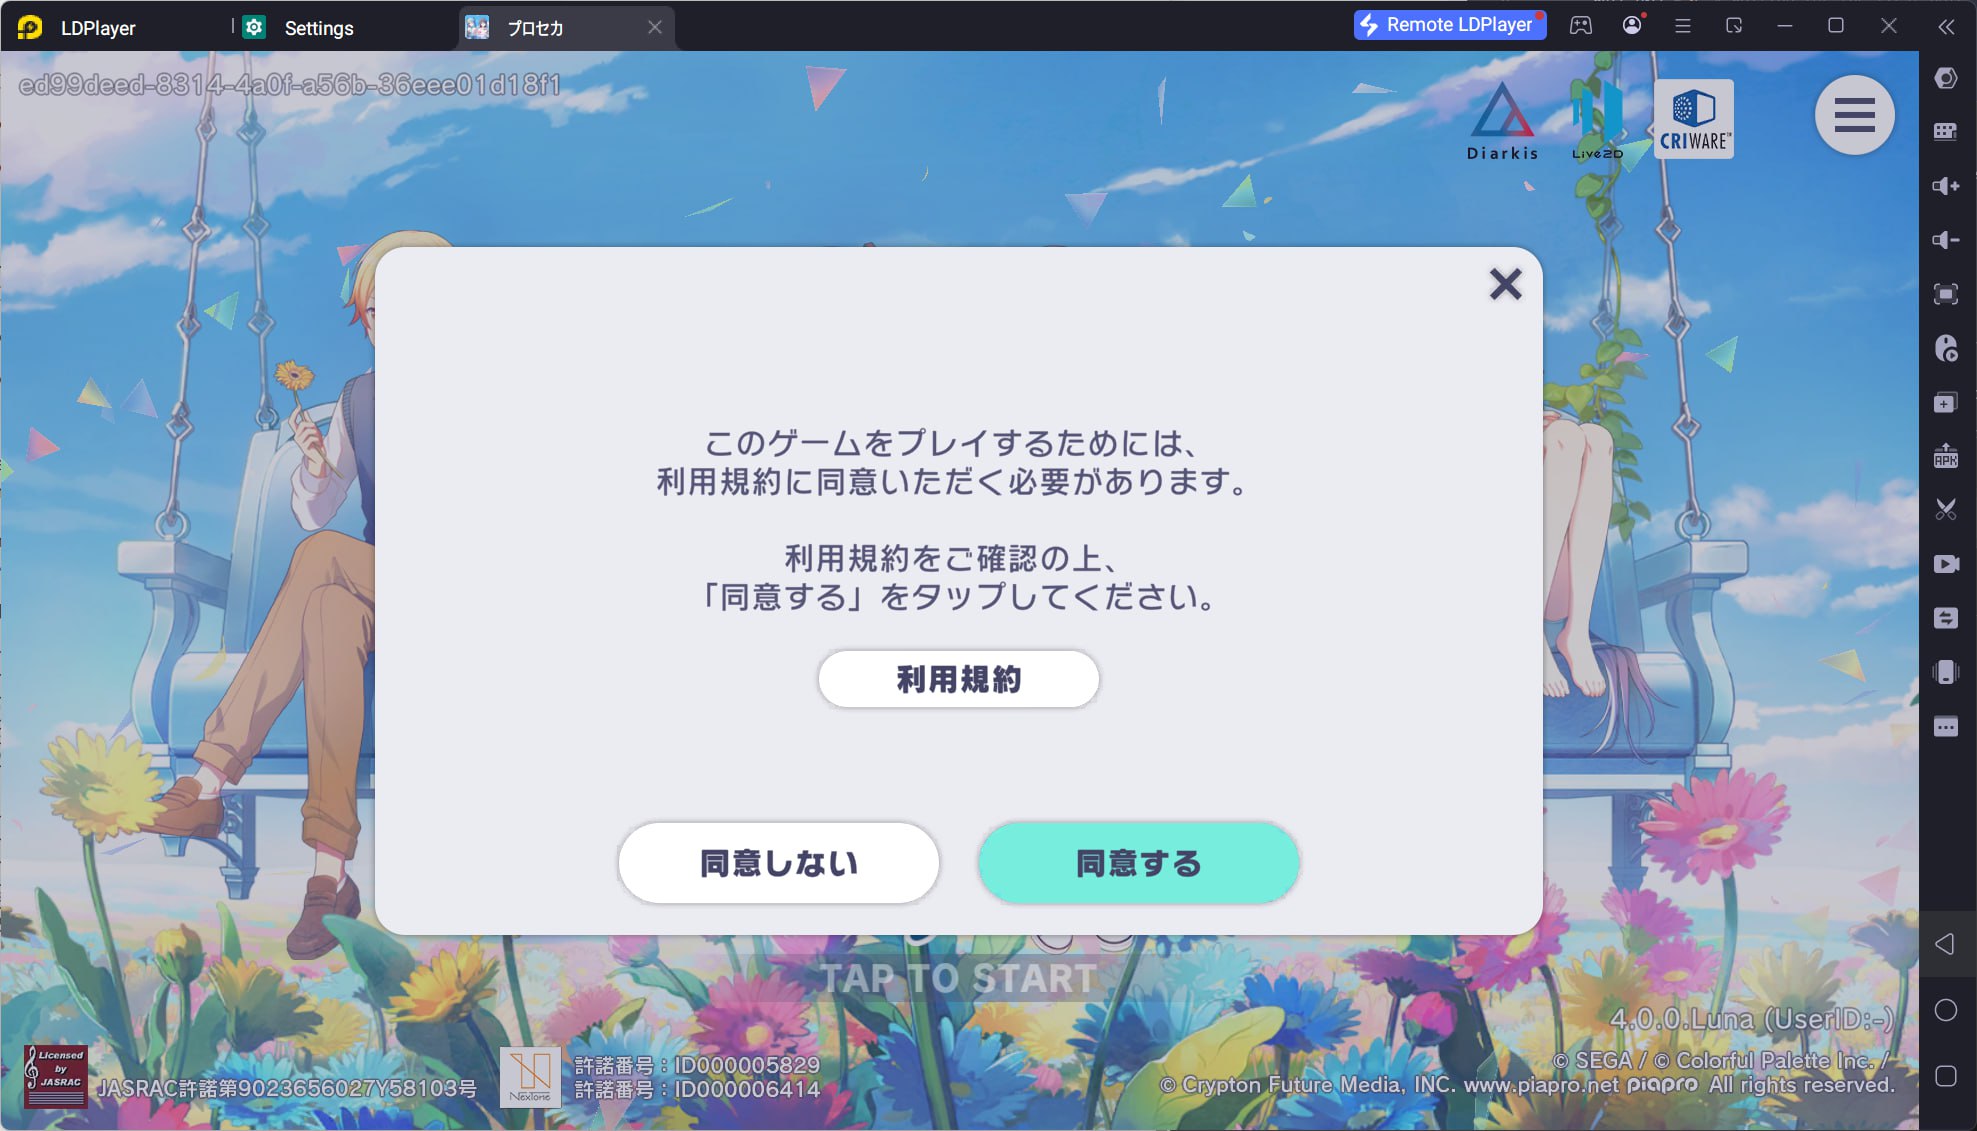 LDPlayer
Settings
プロセカ
Remote LDPlayer
ed99deed-8314-4a0f-a56b-36eee01d18f1
Diarkis
Live2D
CRIWARE™
このゲームをプレイするためには、
利用規約に同意いただく必要があります。
利用規約をご確認の上、
「同意する」をタップしてください。
利用規約
同意しない
同意する
TAP TO START
4.0.0.Luna (UserID:-)
Licensed
by
JASRAC
JASRAC許諾第9023656027Y58103号
NexTone
許諾番号：ID000005829
許諾番号：ID000006414
© SEGA / © Colorful Palette Inc. /
© Crypton Future Media, INC. www.piapro.net piapro All rights reserved.
APK